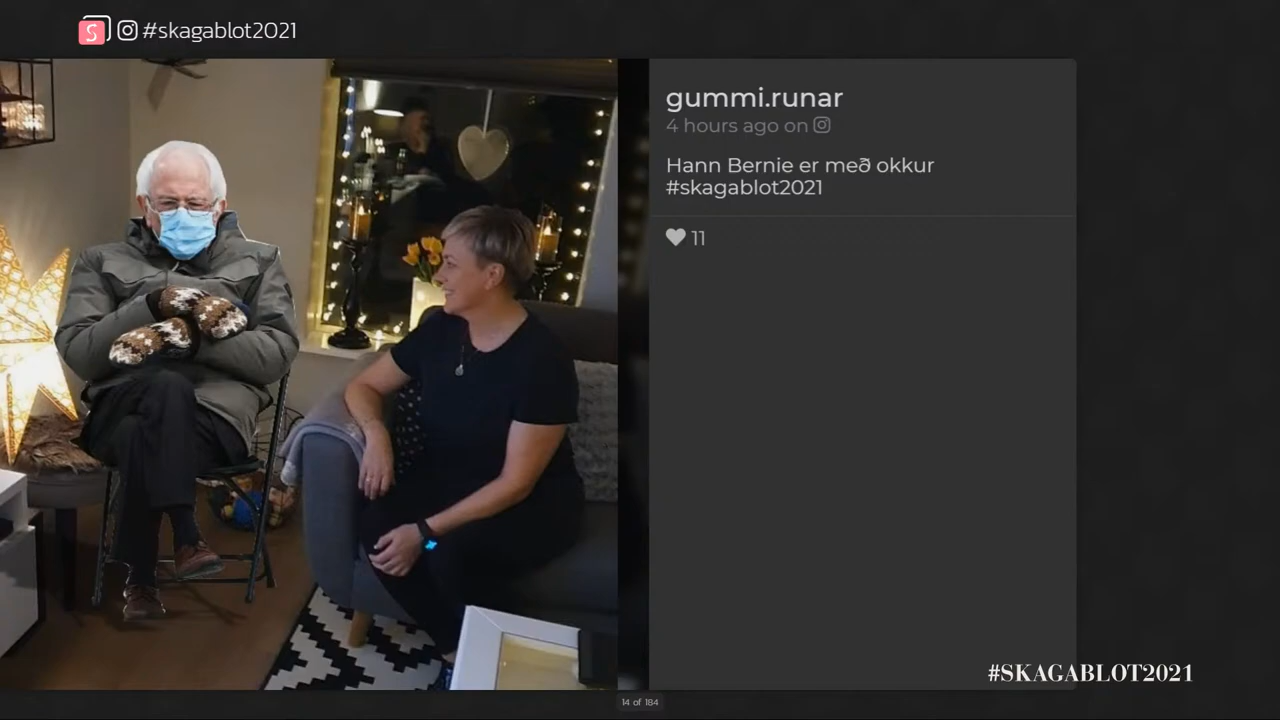 #skagablot2021
gummi.runar
4 hours ago on
Hann Bernie er með okkur
#skagablot2021
11
#SKAGABLOT2021
14 of 184